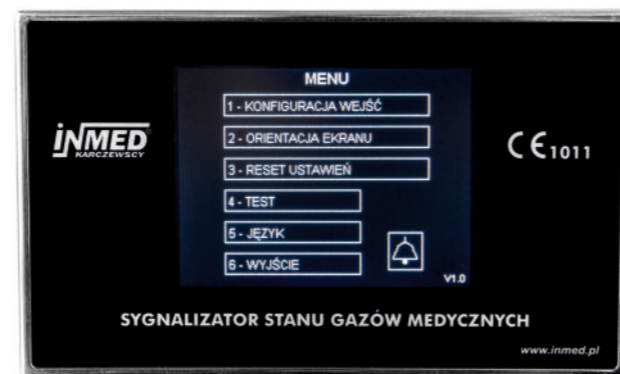 MENU
1 - KONFIGURACJA WEJŚĆ
2 - ORIENTACJA EKRANU
3 - RESET USTAWIEŃ
4 - TEST
5 - JĘZYK
6 - WYJŚCIE
V1.0
INMED
KARCZEWSCY
CE 1011
SYGNALIZATOR STANU GAZÓW MEDYCZNYCH
www.inmed.pl